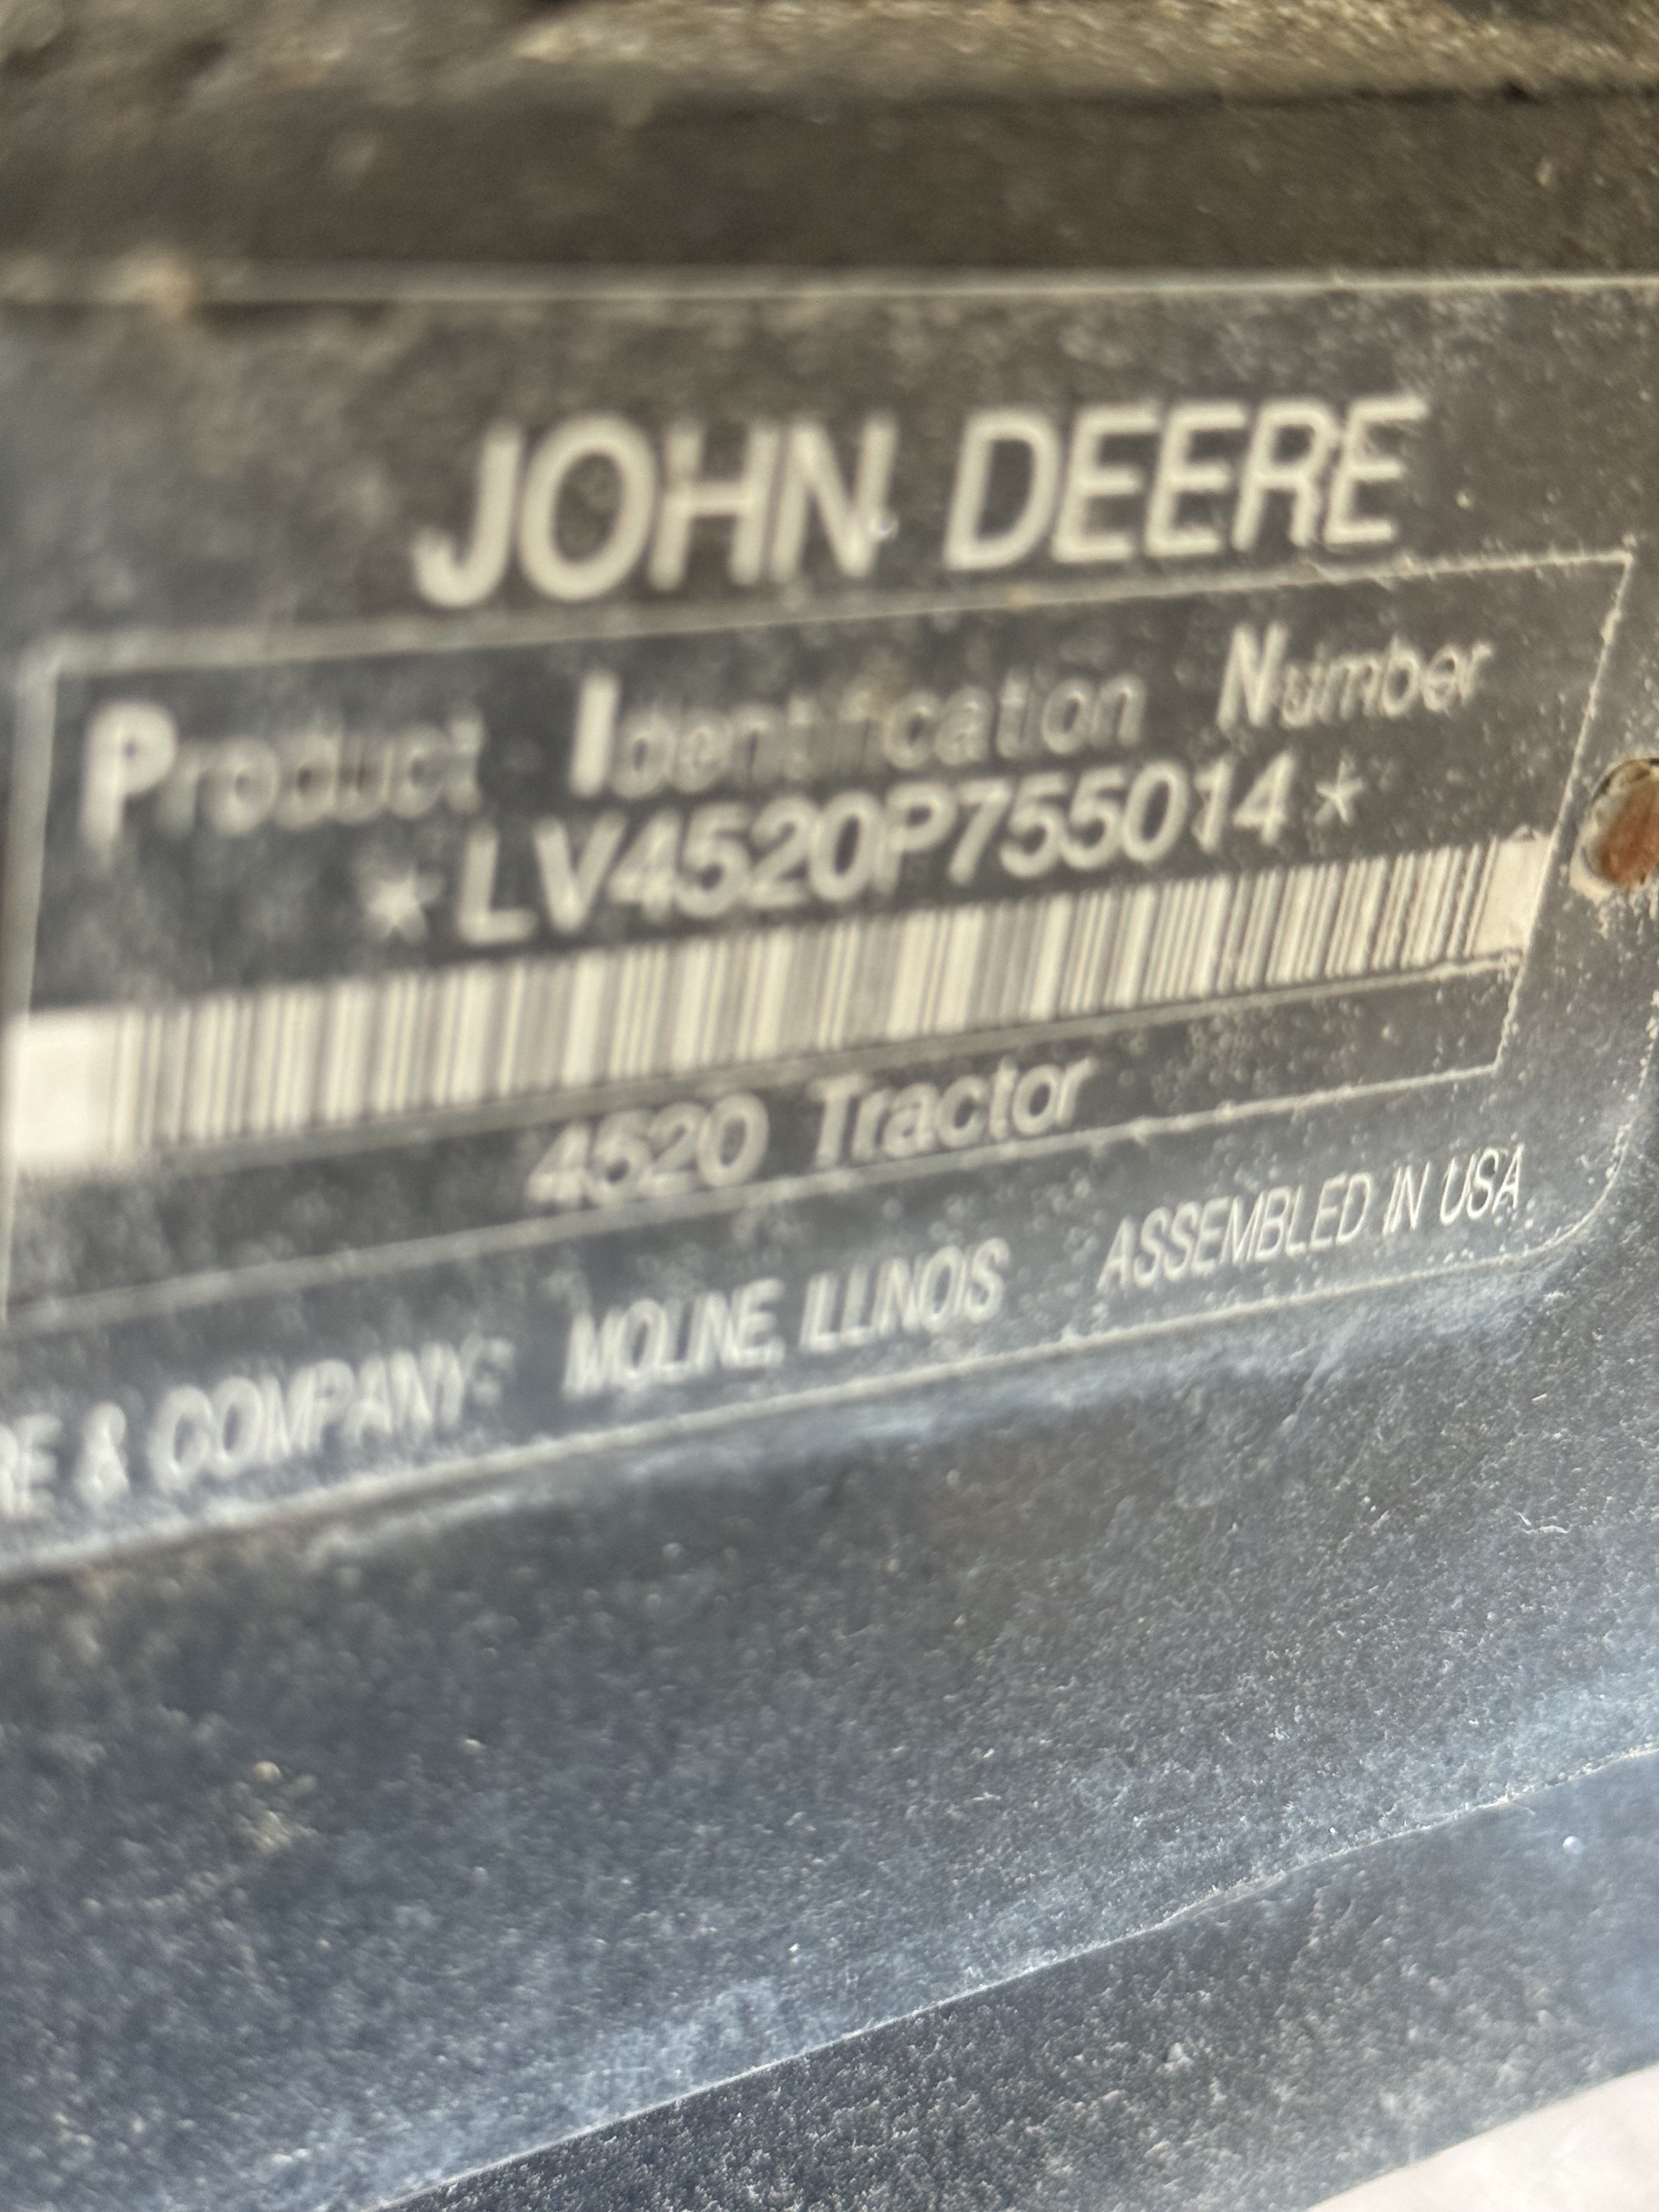 JOHN DEERE
Product Identification Number
*LV4520P755014*
4520 Tractor
RE & COMPANY MOLINE, ILLINOIS ASSEMBLED IN USA